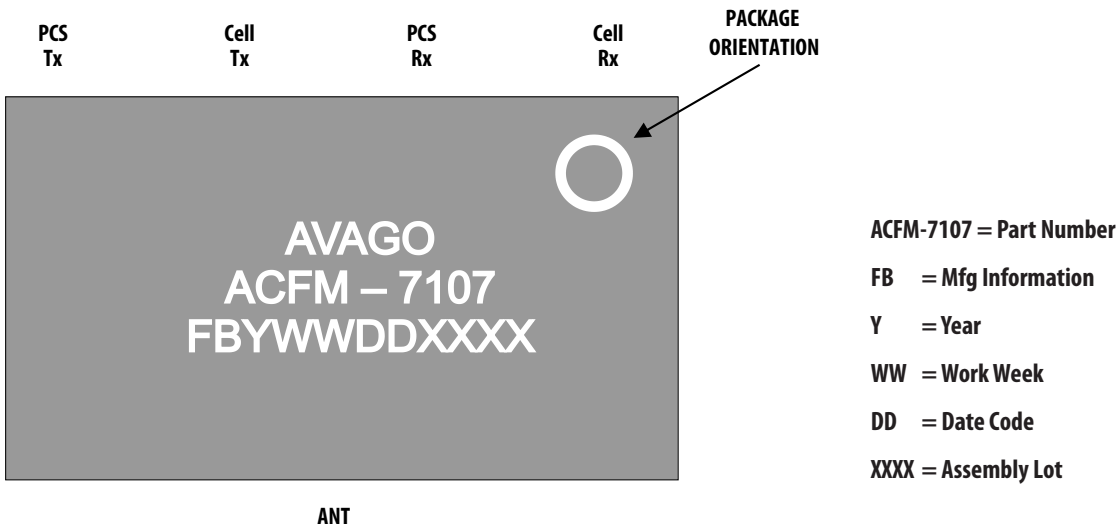 PCS Tx
Cell Tx
PCS Rx
Cell Rx
PACKAGE
ORIENTATION
AVAGO
ACFM – 7107
FBYWWDDXXXX
ANT
ACFM-7107 = Part Number
FB = Mfg Information
Y = Year
WW = Work Week
DD = Date Code
XXXX = Assembly Lot